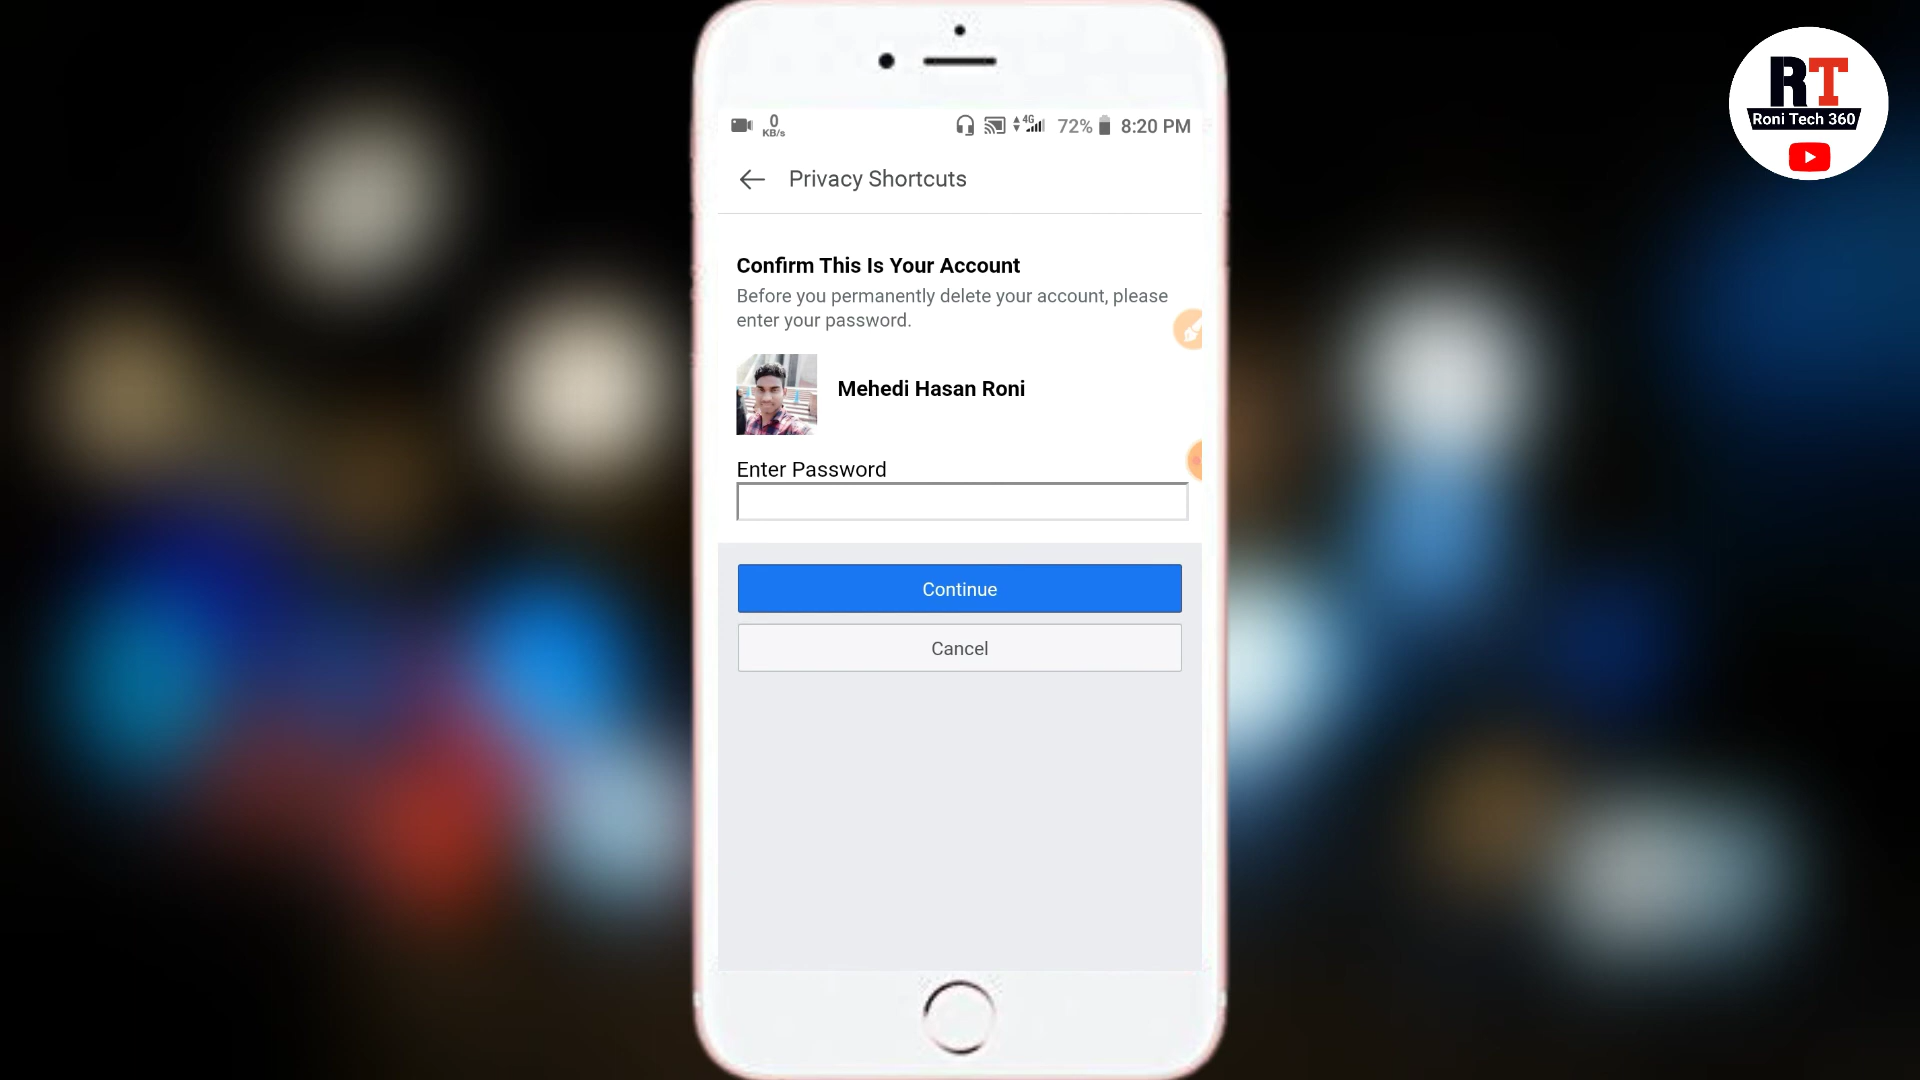 0
KB/s
4G
72%
8:20 PM
RT
Roni Tech 360
Privacy Shortcuts
Confirm This Is Your Account
Before you permanently delete your account, please
enter your password.
Mehedi Hasan Roni
Enter Password
Continue
Cancel